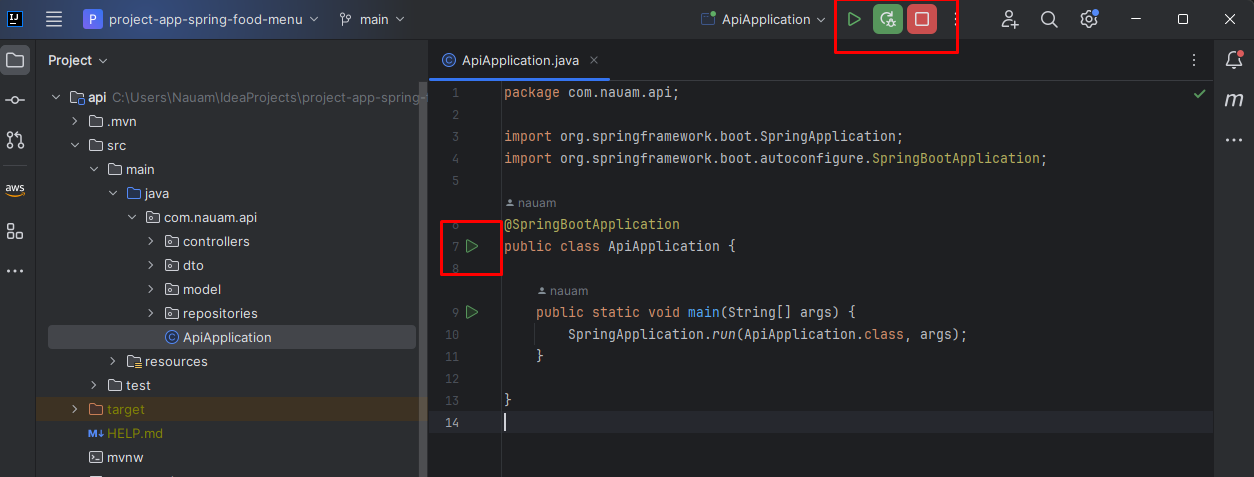 P project-app-spring-food-menu main ApiApplication
Project
api C:\Users\Nauam\IdeaProjects\project-app-spring-
.mvn
src
main
java
com.nauam.api
controllers
dto
model
repositories
ApiApplication
resources
test
target
M↓ HELP.md
mvnw
aws
ApiApplication.java
1 package com.nauam.api;
2
3 import org.springframework.boot.SpringApplication;
4 import org.springframework.boot.autoconfigure.SpringBootApplication;
5
nauam
6 @SpringBootApplication
7 public class ApiApplication {
8
nauam
9 public static void main(String[] args) {
10 SpringApplication.run(ApiApplication.class, args);
11 }
12
13 }
14
m